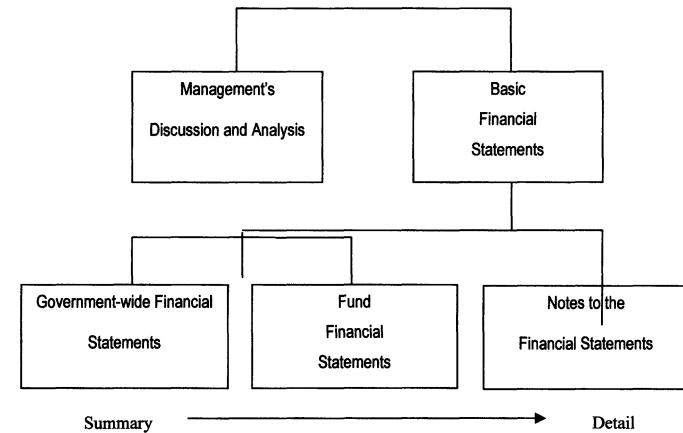 Management's
Discussion and Analysis
Basic
Financial
Statements
Government-wide Financial
Statements
Fund
Financial
Statements
Notes to the
Financial Statements
Summary
Detail